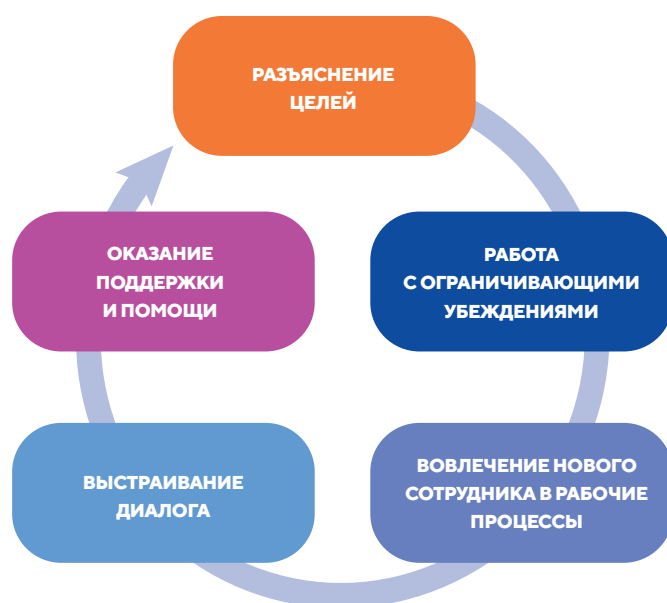 РАЗЪЯСНЕНИЕ
ЦЕЛЕЙ
РАБОТА
С ОГРАНИЧИВАЮЩИМИ
УБЕЖДЕНИЯМИ
ВОВЛЕЧЕНИЕ НОВОГО
СОТРУДНИКА В РАБОЧИЕ
ПРОЦЕССЫ
ВЫСТРАИВАНИЕ
ДИАЛОГА
ОКАЗАНИЕ
ПОДДЕРЖКИ
И ПОМОЩИ